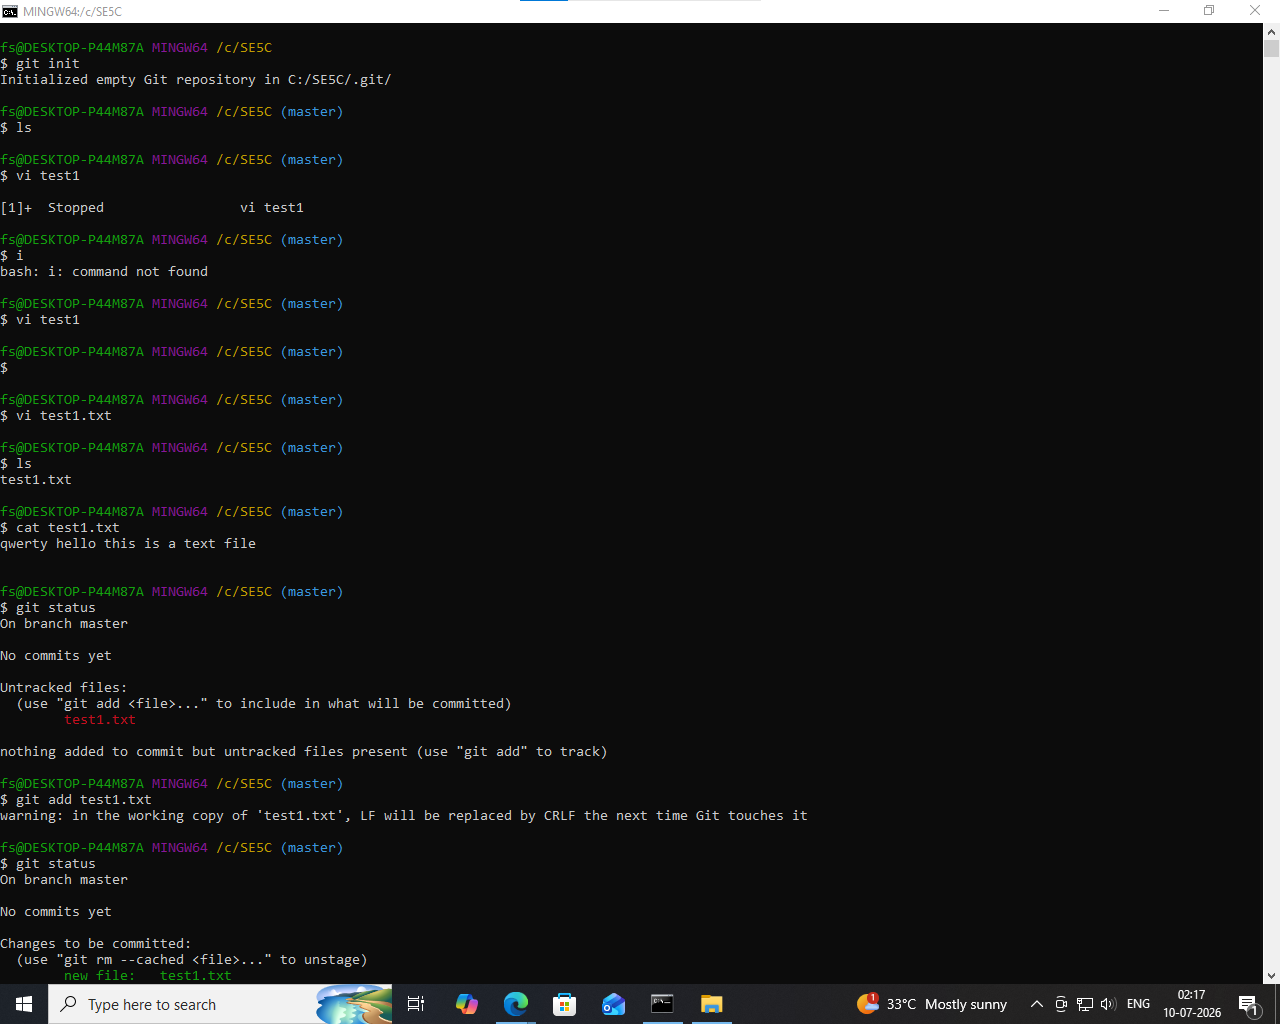 MINGW64:/c/SE5C
fs@DESKTOP-P44M87A MINGW64 /c/SE5C
$ git init
Initialized empty Git repository in C:/SE5C/.git/
fs@DESKTOP-P44M87A MINGW64 /c/SE5C (master)
$ ls
fs@DESKTOP-P44M87A MINGW64 /c/SE5C (master)
$ vi test1
[1]+  Stopped                 vi test1
fs@DESKTOP-P44M87A MINGW64 /c/SE5C (master)
$ i
bash: i: command not found
fs@DESKTOP-P44M87A MINGW64 /c/SE5C (master)
$ vi test1
fs@DESKTOP-P44M87A MINGW64 /c/SE5C (master)
$
fs@DESKTOP-P44M87A MINGW64 /c/SE5C (master)
$ vi test1.txt
fs@DESKTOP-P44M87A MINGW64 /c/SE5C (master)
$ ls
test1.txt
fs@DESKTOP-P44M87A MINGW64 /c/SE5C (master)
$ cat test1.txt
qwerty hello this is a text file
fs@DESKTOP-P44M87A MINGW64 /c/SE5C (master)
$ git status
On branch master
No commits yet
Untracked files:
  (use "git add <file>..." to include in what will be committed)
        test1.txt
nothing added to commit but untracked files present (use "git add" to track)
fs@DESKTOP-P44M87A MINGW64 /c/SE5C (master)
$ git add test1.txt
warning: in the working copy of 'test1.txt', LF will be replaced by CRLF the next time Git touches it
fs@DESKTOP-P44M87A MINGW64 /c/SE5C (master)
$ git status
On branch master
No commits yet
Changes to be committed:
  (use "git rm --cached <file>..." to unstage)
        new file:   test1.txt
Type here to search
1
33°C Mostly sunny
ENG
02:17
10-07-2026
1